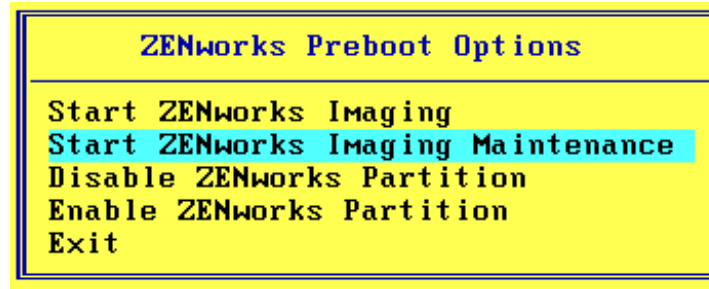 ZENworks Preboot Options
Start ZENworks Imaging
Start ZENworks Imaging Maintenance
Disable ZENworks Partition
Enable ZENworks Partition
Exit